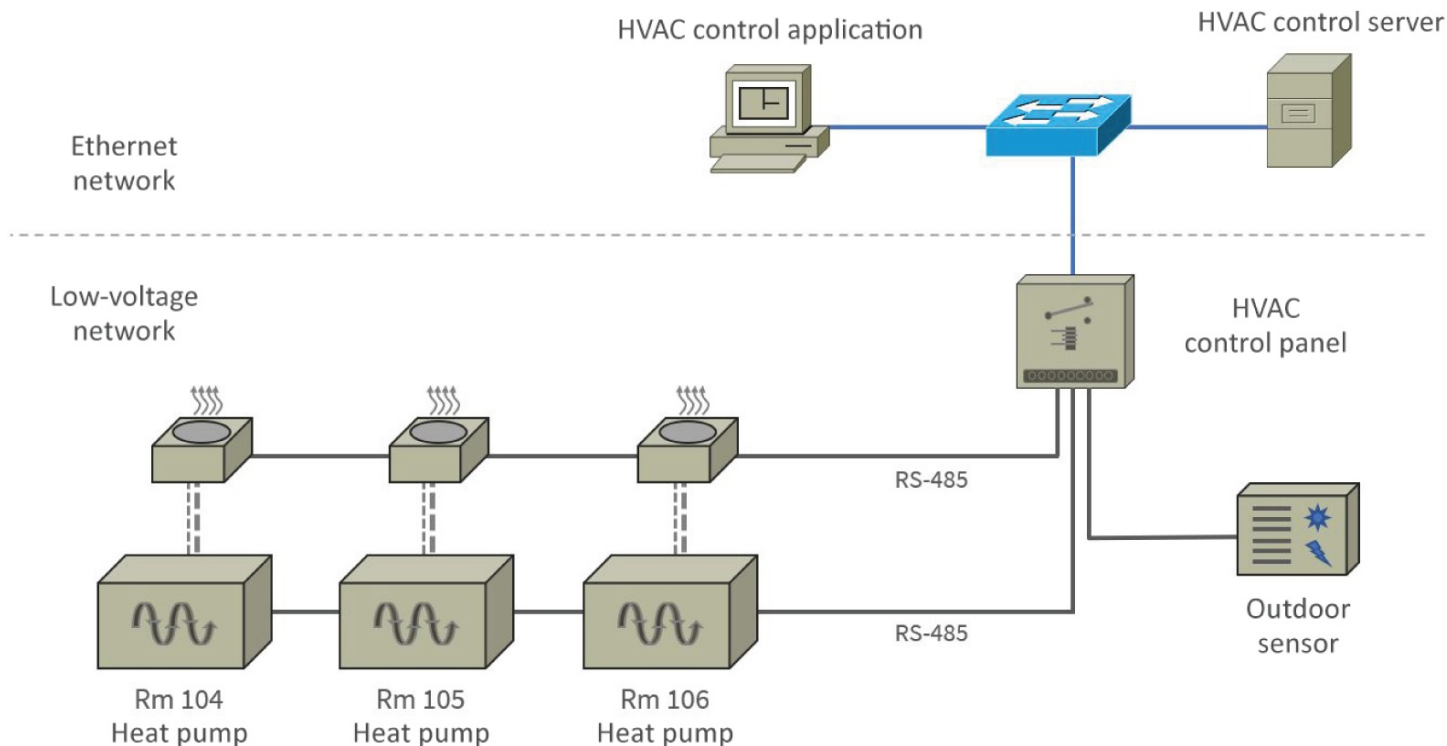 HVAC control application
HVAC control server
Ethernet
network
Low-voltage
network
HVAC
control panel
RS-485
RS-485
Outdoor
sensor
Rm 104
Heat pump
Rm 105
Heat pump
Rm 106
Heat pump